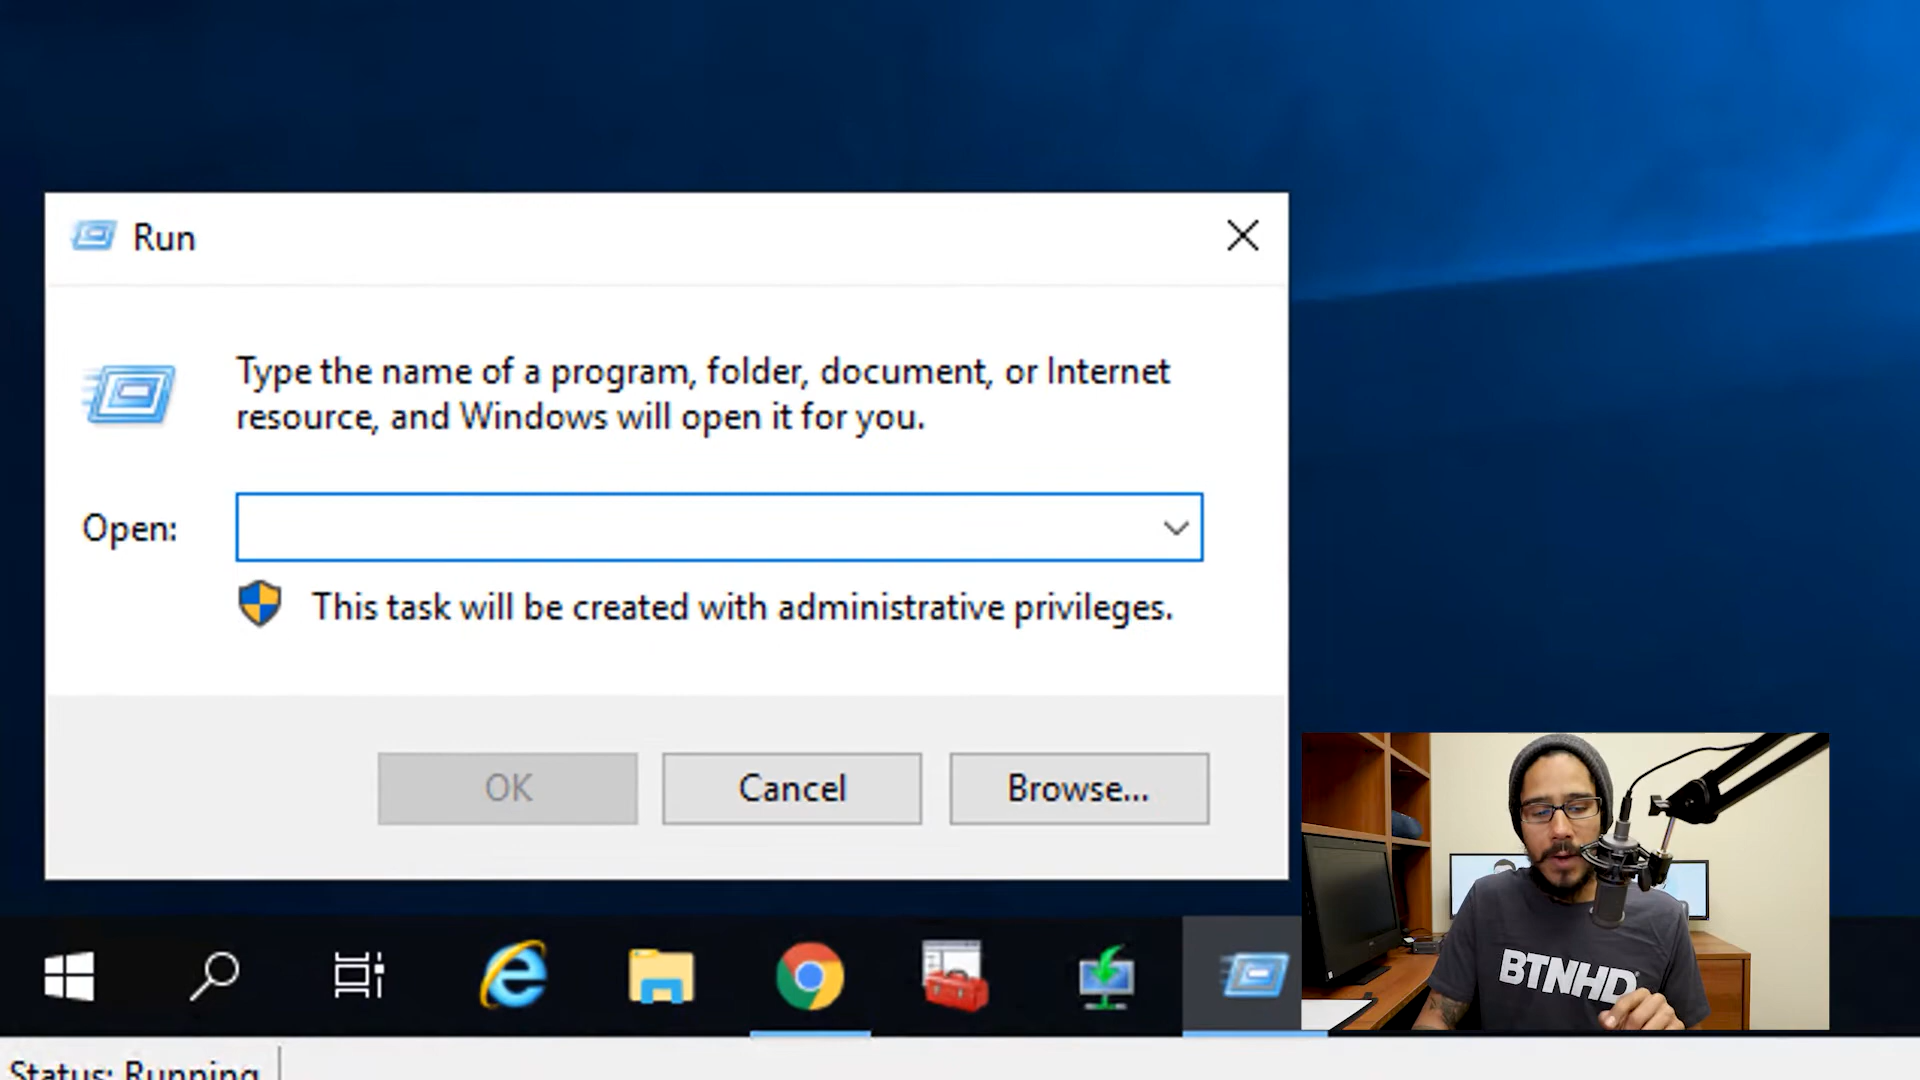 Run
Type the name of a program, folder, document, or Internet
resource, and Windows will open it for you.
Open:
This task will be created with administrative privileges.
OK
Cancel
Browse...
BTNHD
Status: Running